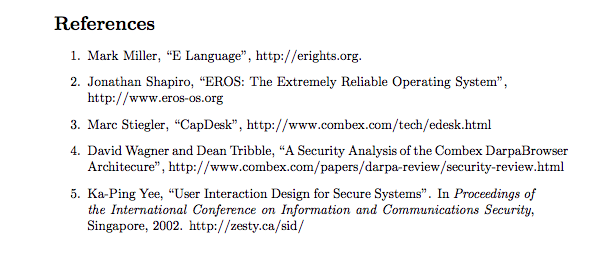 References
1. Mark Miller, “E Language”, http://erights.org.
2. Jonathan Shapiro, “EROS: The Extremely Reliable Operating System”,
http://www.eros-os.org
3. Marc Stiegler, “CapDesk”, http://www.combex.com/tech/edesk.html
4. David Wagner and Dean Tribble, “A Security Analysis of the Combex DarpaBrowser
Architecure”, http://www.combex.com/papers/darpa-review/security-review.html
5. Ka-Ping Yee, “User Interaction Design for Secure Systems”. In Proceedings of
the International Conference on Information and Communications Security,
Singapore, 2002. http://zesty.ca/sid/